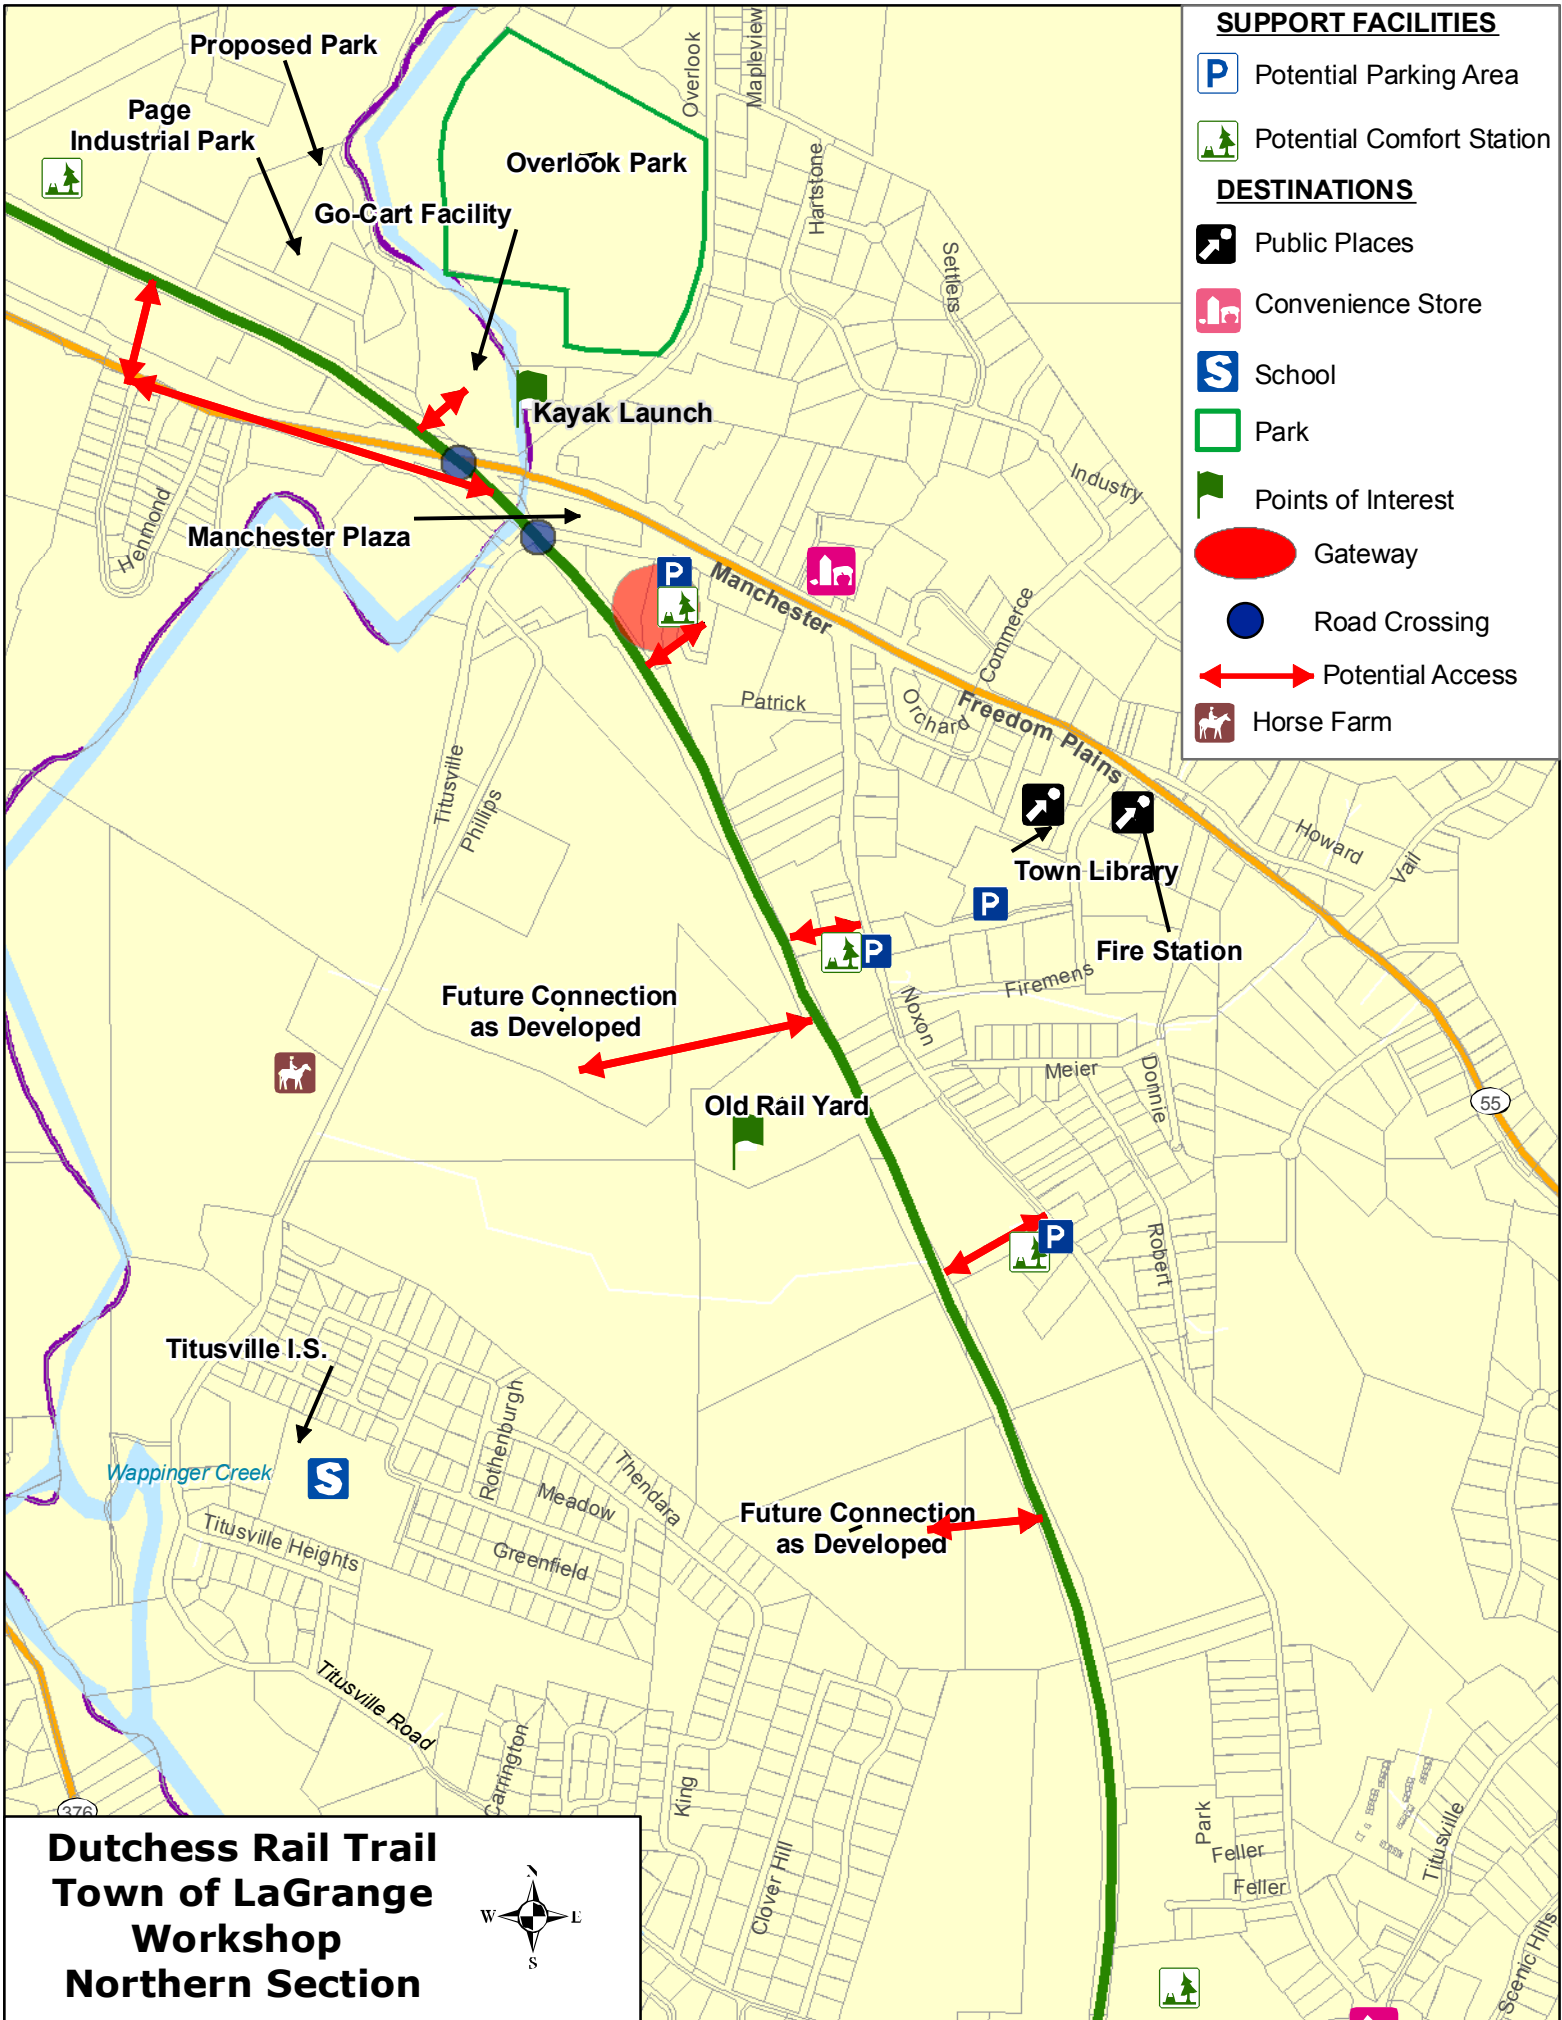 SUPPORT FACILITIES
P Potential Parking Area
Potential Comfort Station
DESTINATIONS
Public Places
Convenience Store
S School
Park
Points of Interest
Gateway
Road Crossing
Potential Access
Horse Farm
Proposed Park
Page
Industrial Park
Overlook
Mapleview
Overlook Park
Hartstone
Go-Cart Facility
Settlers
Kayak Launch
Industry
Henmond
Manchester Plaza
P
Manchester
Commerce
Patrick
Orchard
Freedom Plains
Titusville
Phillips
Howard
Vail
Town Library
P
Fire Station
P
Firemens
Noxon
Future Connection
as Developed
Meier
Donnie
55
Old Rail Yard
P
Robert
Titusville I.S.
Rothenburgh
Wappinger Creek
S
Thendara
Meadow
Titusville Heights
Greenfield
Future Connection
as Developed
Titusville Road
Carrington
King
376
Clover Hill
Park
Feller
Feller
Titusville
Scenic Hills
Dutchess Rail Trail
Town of LaGrange
Workshop
Northern Section
N
W E
S